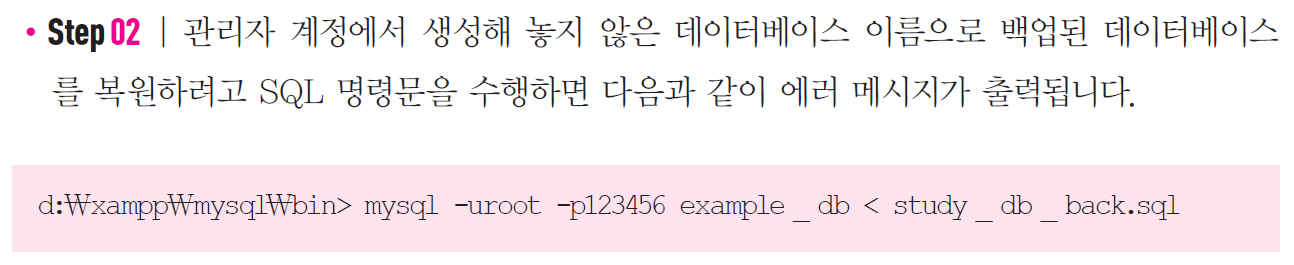 • Step 02 | 관리자 계정에서 생성해 놓지 않은 데이터베이스 이름으로 백업된 데이터베이스
를 복원하려고 SQL 명령문을 수행하면 다음과 같이 에러 메시지가 출력됩니다.
d:₩xampp₩mysql₩bin> mysql -uroot -p123456 example _ db < study _ db _ back.sql